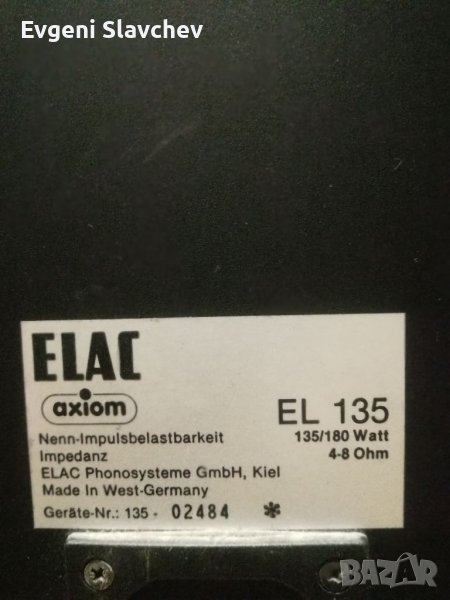 Evgeni Slavchev
ELAC
axiom
EL 135
Nenn-Impulsbelastbarkeit 135/180 Watt
Impedanz 4-8 Ohm
ELAC Phonosysteme GmbH, Kiel
Made In West-Germany
Geräte-Nr.: 135 - 02484 *
BAZAR